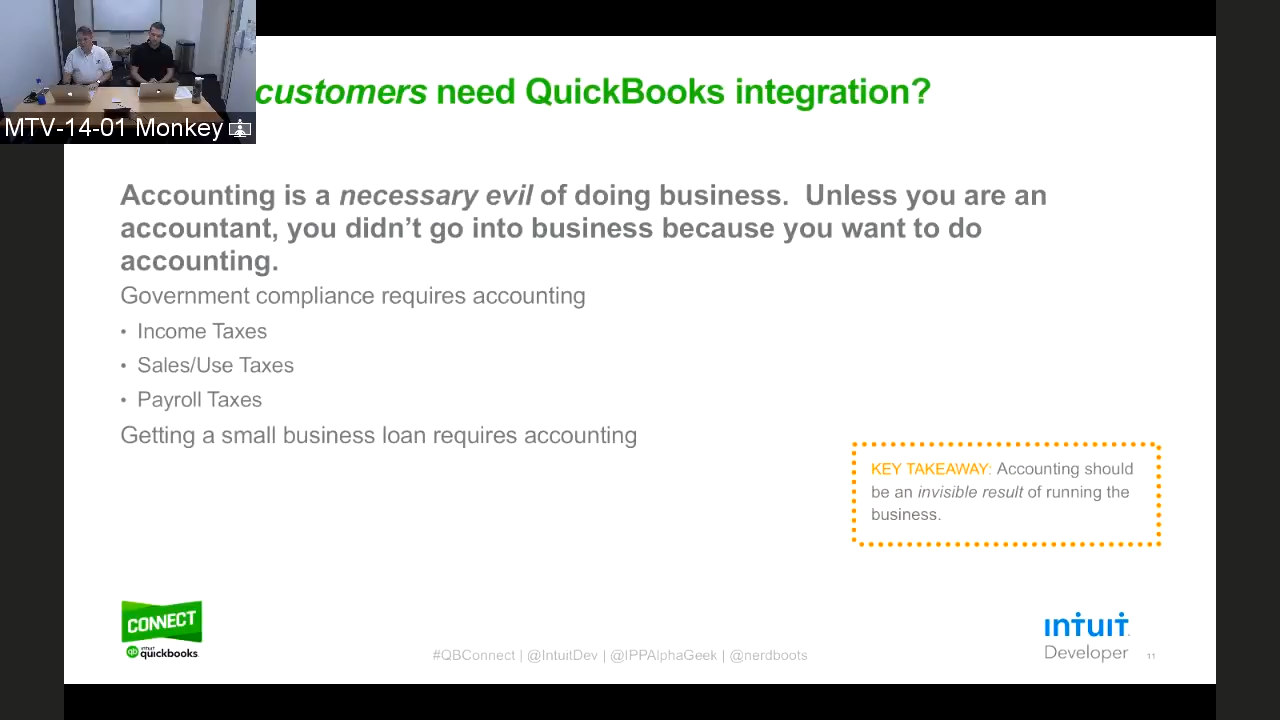 customers need QuickBooks integration?
MTV-14-01 Monkey
Accounting is a necessary evil of doing business.  Unless you are an
accountant, you didn’t go into business because you want to do
accounting.
Government compliance requires accounting
• Income Taxes
• Sales/Use Taxes
• Payroll Taxes
Getting a small business loan requires accounting
KEY TAKEAWAY: Accounting should
be an invisible result of running the
business.
CONNECT
qb intuit quickbooks.
#QBConnect | @IntuitDev | @IPPAlphaGeek | @nerdboots
intuit.
Developer
11